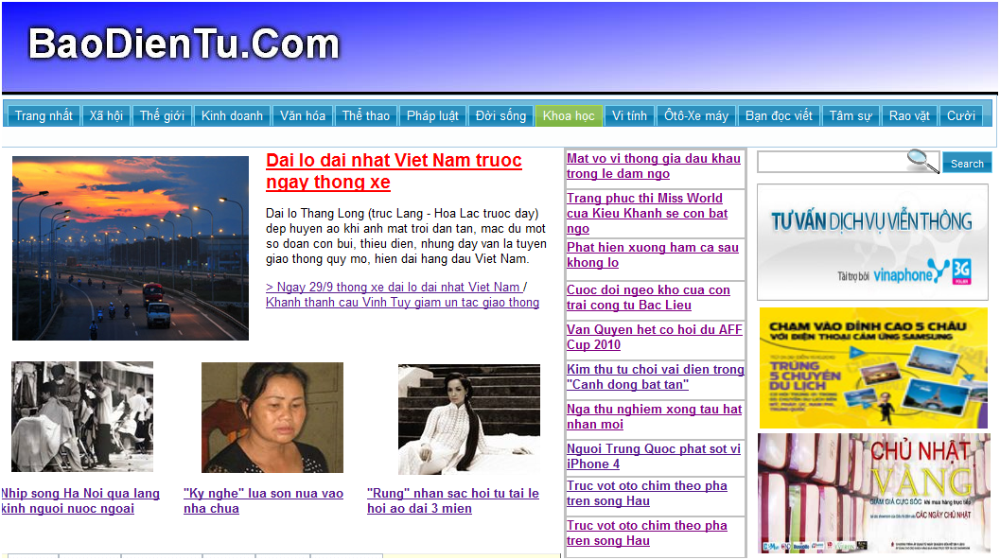 BaoDienTu.Com
Trang nhất Xã hội Thế giới Kinh doanh Văn hóa Thể thao Pháp luật Đời sống Khoa học Vi tính Ôtô-Xe máy Bạn đọc viết Tâm sự Rao vặt Cười
Dai lo dai nhat Viet Nam truoc
ngay thong xe
Dai lo Thang Long (truc Lang - Hoa Lac truoc day)
dep huyen ao khi anh mat troi dan tan, mac du mot
so doan con bui, thieu dien, nhung day van la tuyen
giao thong quy mo, hien dai hang dau Viet Nam.
> Ngay 29/9 thong xe dai lo dai nhat Viet Nam /
Khanh thanh cau Vinh Tuy giam un tac giao thong
Nhip song Ha Noi qua lang
kinh nguoi nuoc ngoai
"Ky nghe" lua son nua vao
nha chua
"Rung" nhan sac hoi tu tai le
hoi ao dai 3 mien
Mat vo vi thong gia dau khau
trong le dam ngo
Trang phuc thi Miss World
cua Kieu Khanh se con bat
ngo
Phat hien xuong ham ca sau
khong lo
Cuoc doi ngeo kho cua con
trai cong tu Bac Lieu
Van Quyen het co hoi du AFF
Cup 2010
Kim thu tu choi vai dien trong
"Canh dong bat tan"
Nga thu nghiem xong tau hat
nhan moi
Nguoi Trung Quoc phat sot vi
iPhone 4
Truc vot oto chim theo pha
tren song Hau
Truc vot oto chim theo pha
tren song Hau
Search
TƯ VẤN DỊCH VỤ VIỄN THÔNG
Tài trợ bởi vinaphone 3G
CHẠM VÀO ĐỈNH CAO 5 CHÂU
VỚI ĐIỆN THOẠI CẢM ỨNG SAMSUNG
TRÚNG
5 CHUYẾN
DU LỊCH
CHỦ NHẬT
VÀNG
GIẢM GIÁ CỰC SỐC khi mua hàng trực tiếp
CÁC NGÀY CHỦ NHẬT